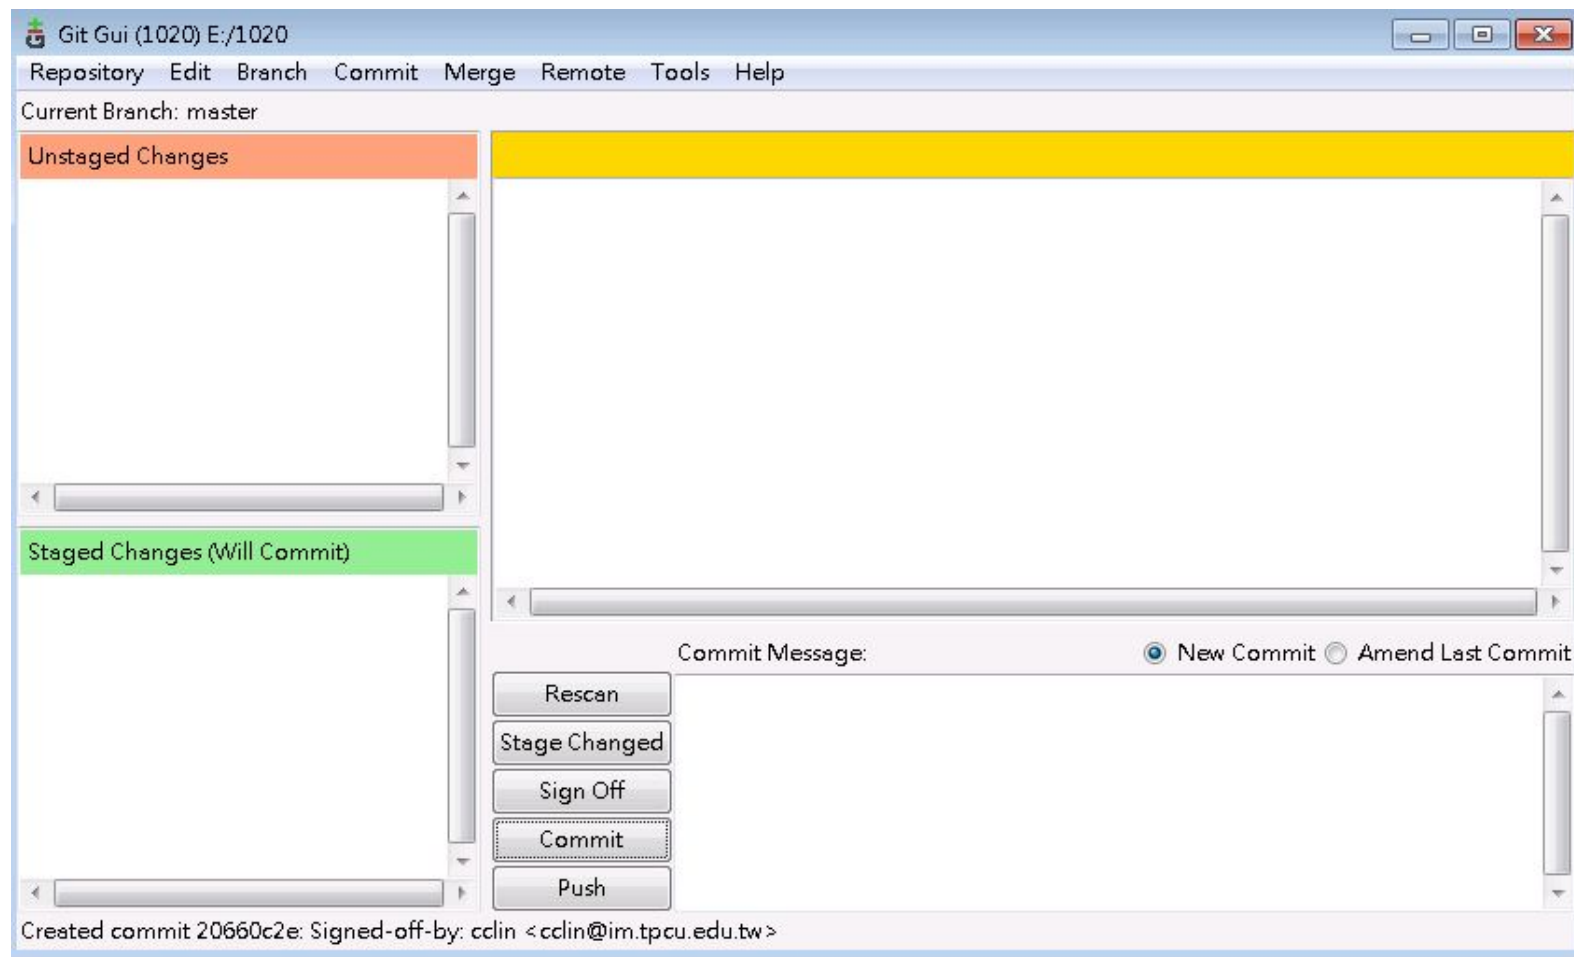 Git Gui (1020) E:/1020
Repository Edit Branch Commit Merge Remote Tools Help
Current Branch: master
Unstaged Changes
Staged Changes (Will Commit)
Commit Message:
New Commit
Amend Last Commit
Rescan
Stage Changed
Sign Off
Commit
Push
Created commit 20660c2e: Signed-off-by: cclin <cclin@im.tpcu.edu.tw>